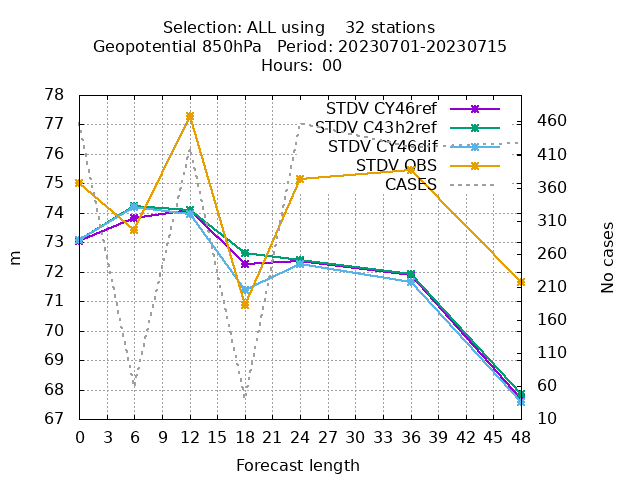 Selection: ALL using    32 stations
Geopotential 850hPa   Period: 20230701-20230715
Hours: 00
78
77
76
75
74
73
72
71
70
69
68
67
m
STDV CY46ref
STDV C43h2ref
STDV CY46dif
STDV OBS
CASES
460
410
360
310
260
210
160
110
60
10
No cases
0 3 6 9 12 15 18 21 24 27 30 33 36 39 42 45 48
Forecast length